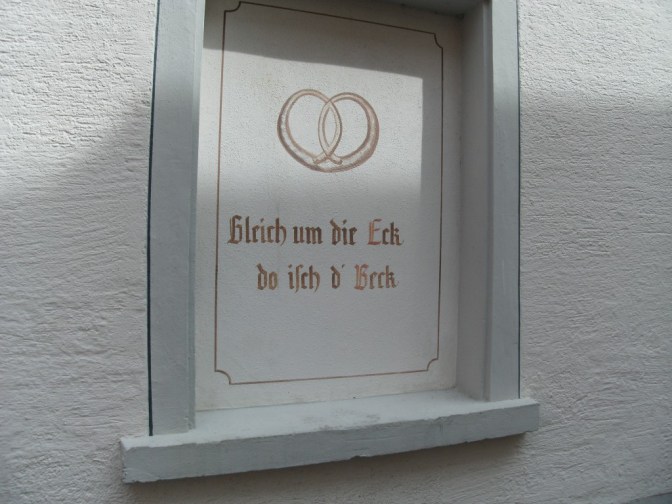 Gleich um die Eck
do isch d' Beck